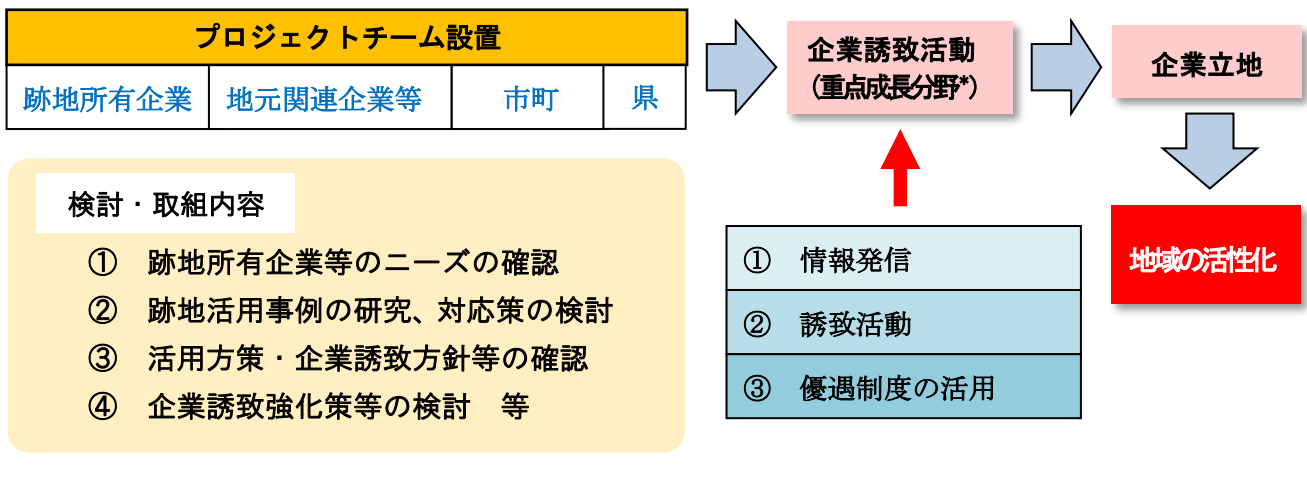 プロジェクトチーム設置
跡地所有企業
地元関連企業等
市町
県
検討・取組内容
① 跡地所有企業等のニーズの確認
② 跡地活用事例の研究、対応策の検討
③ 活用方策・企業誘致方針等の確認
④ 企業誘致強化策等の検討 等
企業誘致活動
(重点成長分野*)
① 情報発信
② 誘致活動
③ 優遇制度の活用
企業立地
地域の活性化